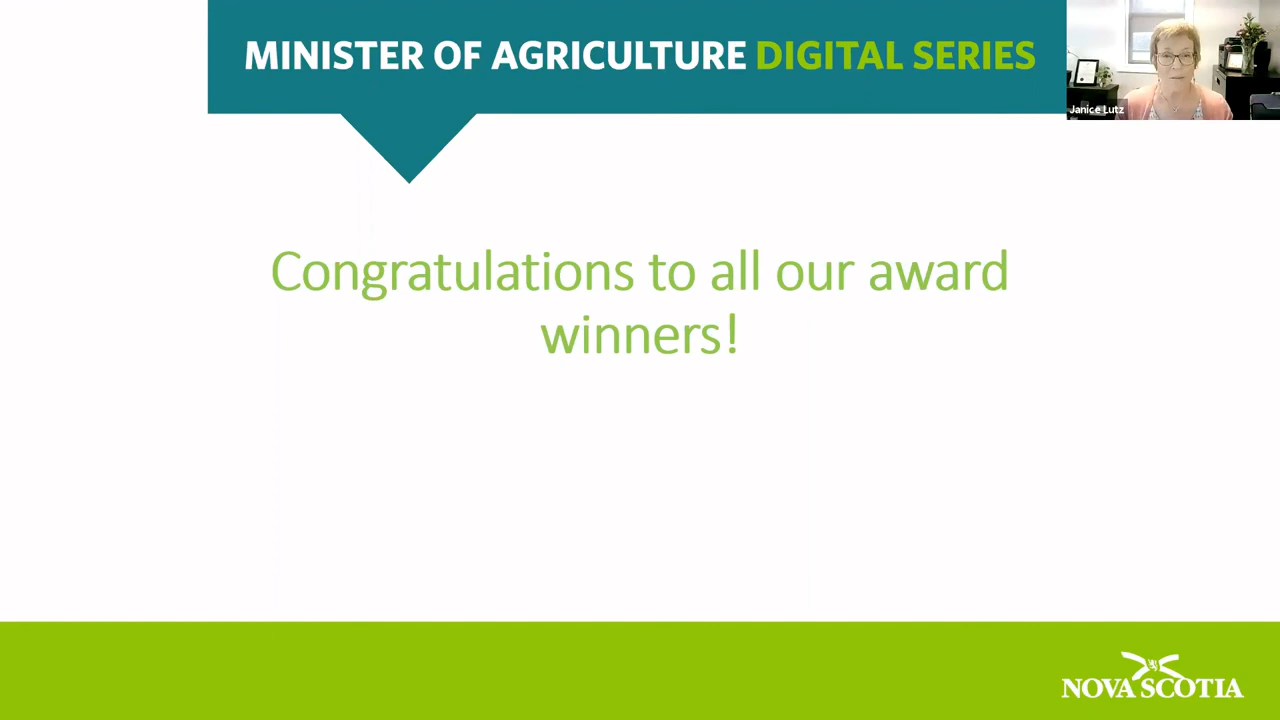 MINISTER OF AGRICULTURE DIGITAL SERIES
Janice Lutz
Congratulations to all our award
winners!
NOVA SCOTIA